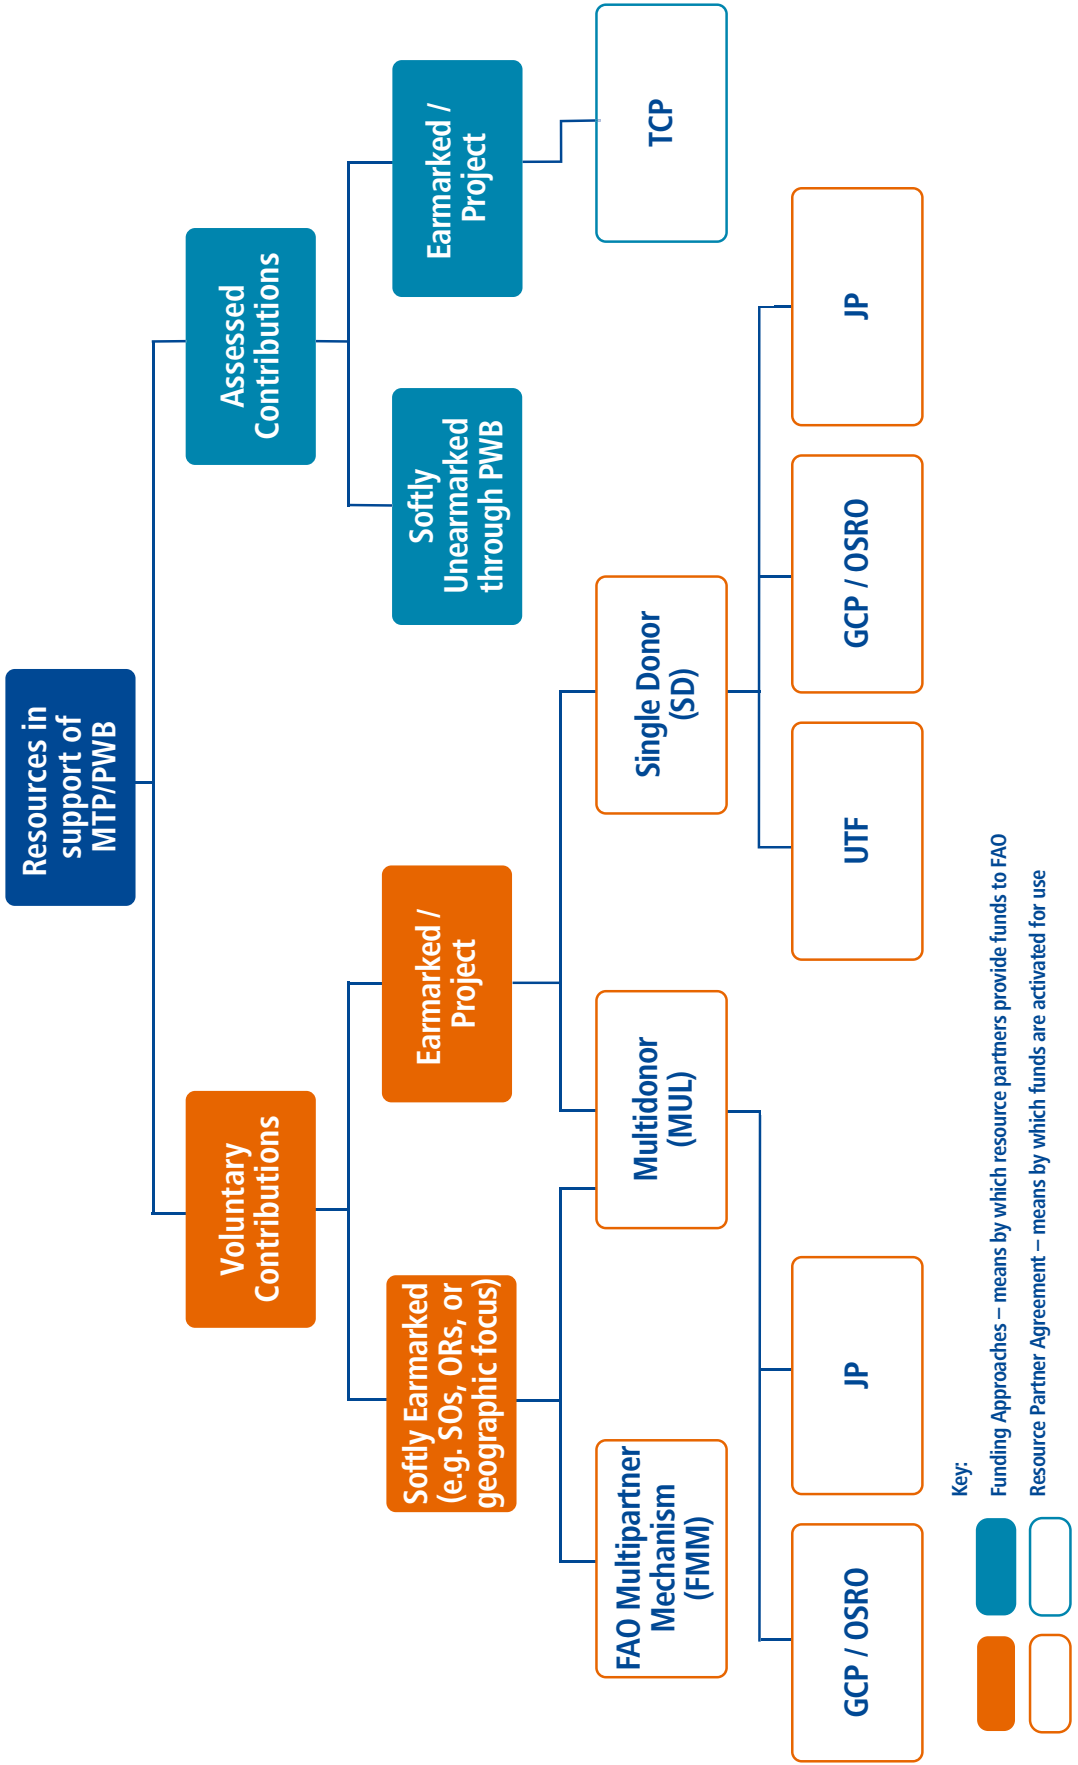 Resources in
support of
MTP/PWB
Voluntary
Contributions
Assessed
Contributions
Softly Earmarked
(e.g. SOs, ORs, or
geographic focus)
Earmarked /
Project
Softly
Unearmarked
through PWB
Earmarked /
Project
FAO Multipartner
Mechanism
(FMM)
Multidonor
(MUL)
Single Donor
(SD)
TCP
GCP / OSRO
JP
UTF
GCP / OSRO
JP
Key:
Funding Approaches – means by which resource partners provide funds to FAO
Resource Partner Agreement – means by which funds are activated for use